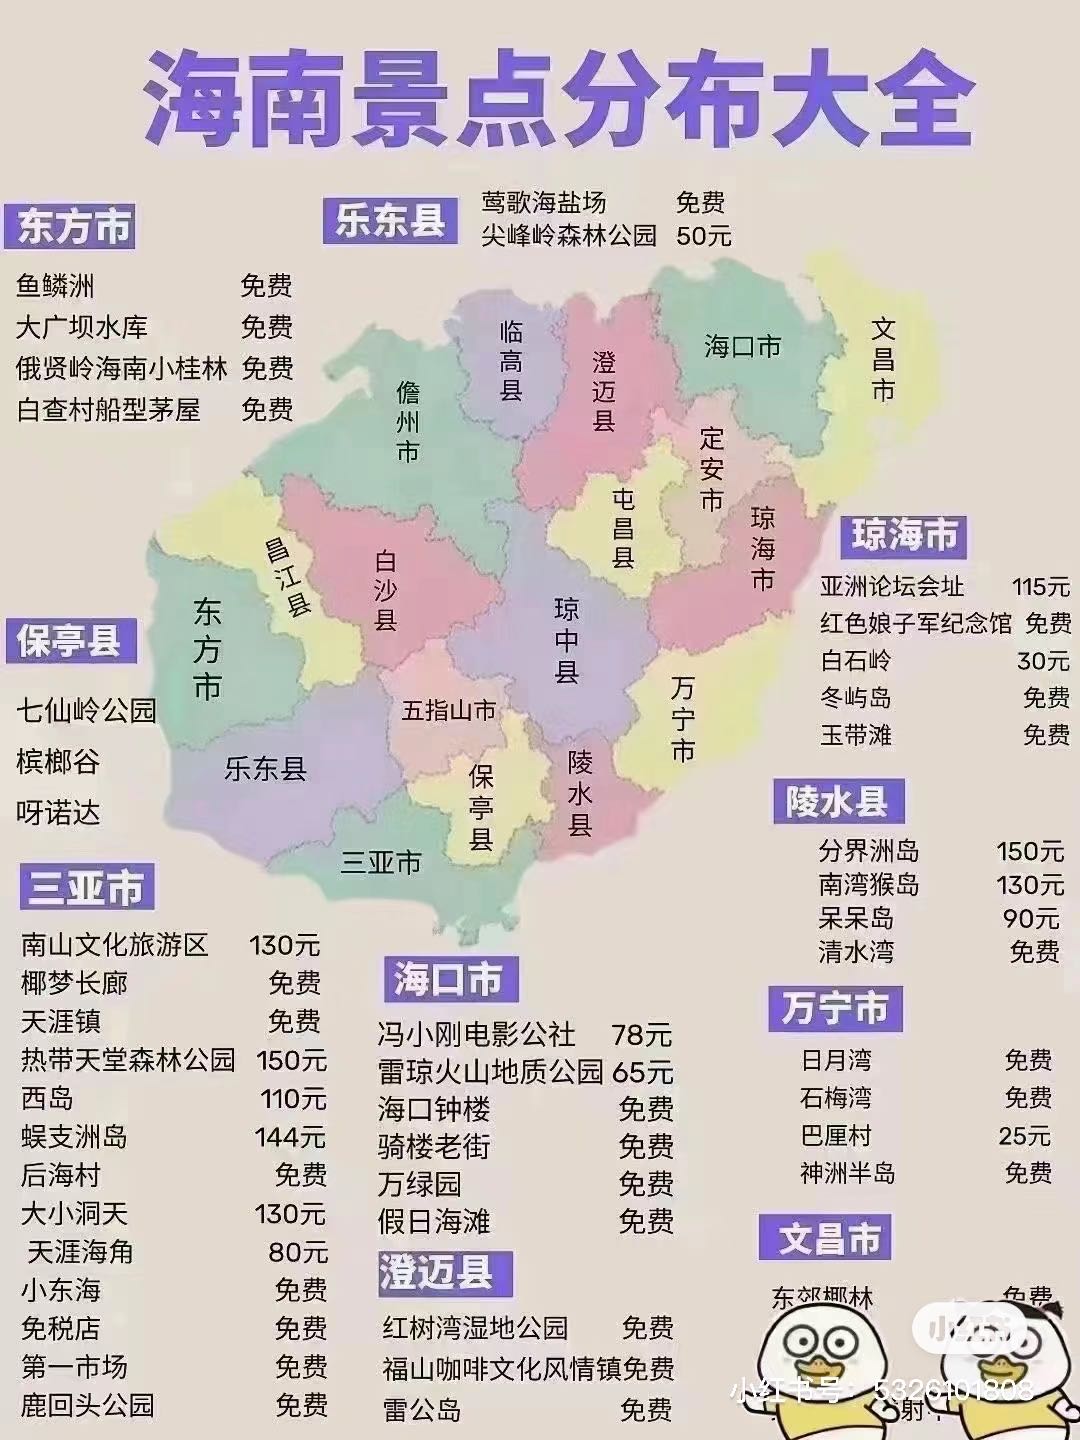 海南景点分布大全
东方市
鱼鳞洲 免费
大广坝水库 免费
俄贤岭海南小桂林 免费
白查村船型茅屋 免费
乐东县
莺歌海盐场 免费
尖峰岭森林公园 50元
临高县
澄迈县
海口市
文昌市
儋州市
定安市
屯昌县
琼海市
昌江县
白沙县
东方市
琼中县
万宁市
五指山市
乐东县
保亭县
陵水县
三亚市
琼海市
亚洲论坛会址 115元
红色娘子军纪念馆 免费
白石岭 30元
冬屿岛 免费
玉带滩 免费
保亭县
七仙岭公园
槟榔谷
呀诺达
陵水县
分界洲岛 150元
南湾猴岛 130元
呆呆岛 90元
清水湾 免费
三亚市
南山文化旅游区 130元
椰梦长廊 免费
天涯镇 免费
热带天堂森林公园 150元
西岛 110元
蜈支洲岛 144元
后海村 免费
大小洞天 130元
天涯海角 80元
小东海 免费
免税店 免费
第一市场 免费
鹿回头公园 免费
海口市
冯小刚电影公社 78元
雷琼火山地质公园 65元
海口钟楼 免费
骑楼老街 免费
万绿园 免费
假日海滩 免费
澄迈县
红树湾湿地公园 免费
福山咖啡文化风情镇免费
雷公岛 免费
万宁市
日月湾 免费
石梅湾 免费
巴厘村 25元
神洲半岛 免费
文昌市
东郊椰林 免费
小红书
小红书号：5326101808
射